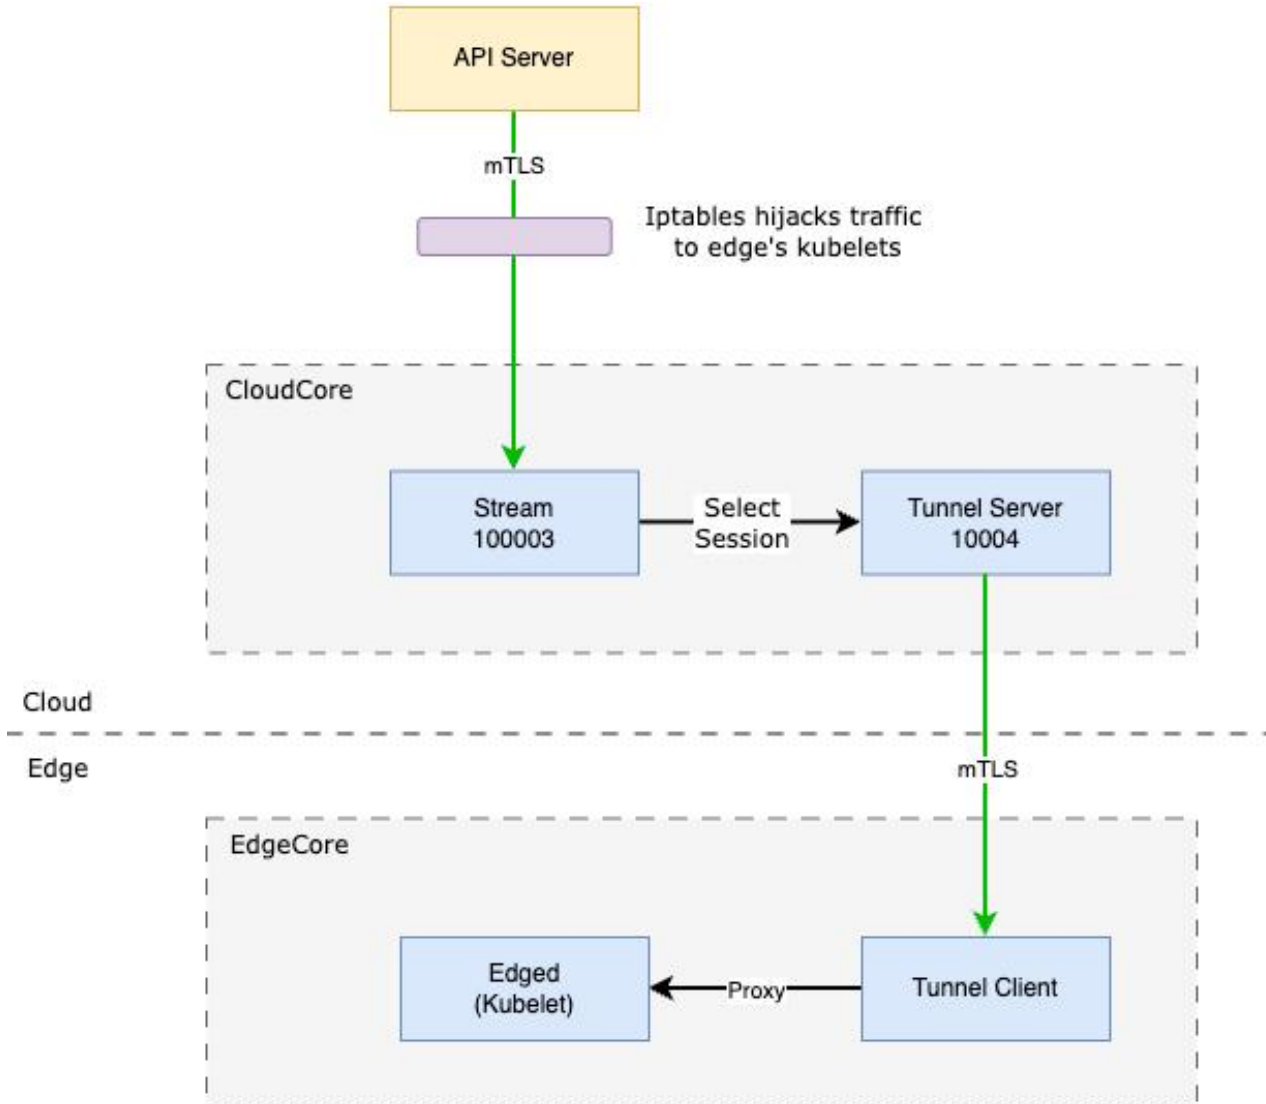 API Server
mTLS
Iptables hijacks traffic
to edge's kubelets
CloudCore
Stream
100003
Select
Session
Tunnel Server
10004
Cloud
Edge
mTLS
EdgeCore
Edged
(Kubelet)
Proxy
Tunnel Client